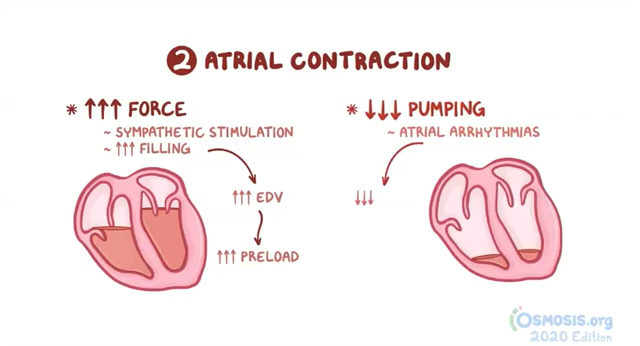 2 ATRIAL CONTRACTION
* ↑↑↑ FORCE
~ SYMPATHETIC STIMULATION
~ ↑↑↑ FILLING
↑↑↑ EDV
↑↑↑ PRELOAD
* ↓↓↓ PUMPING
~ ATRIAL ARRHYTHMIAS
↓↓↓
OSMOSIS.org
2020 Edition